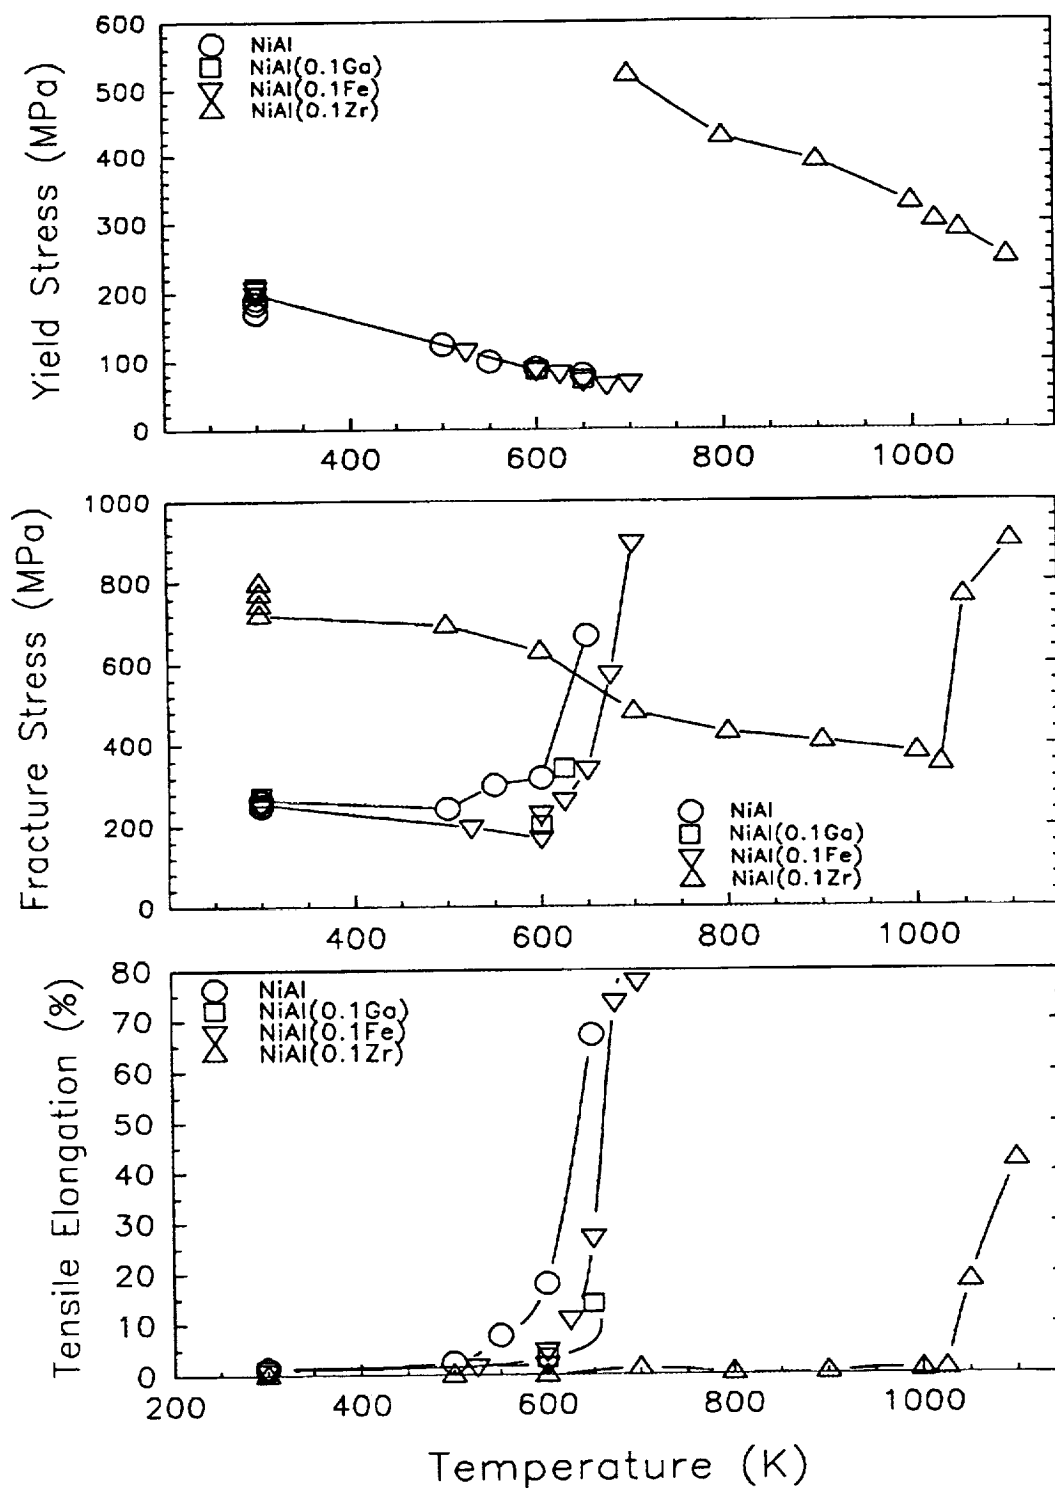 600
500
400
300
200
100
0
Yield Stress (MPa)
NiAl
NiAl(0.1Ga)
NiAl(0.1Fe)
NiAl(0.1Zr)
400 600 800 1000
1000
800
600
400
200
0
Fracture Stress (MPa)
NiAl
NiAl(0.1Ga)
NiAl(0.1Fe)
NiAl(0.1Zr)
400 600 800 1000
80
70
60
50
40
30
20
10
0
Tensile Elongation (%)
NiAl
NiAl(0.1Ga)
NiAl(0.1Fe)
NiAl(0.1Zr)
200 400 600 800 1000
Temperature (K)